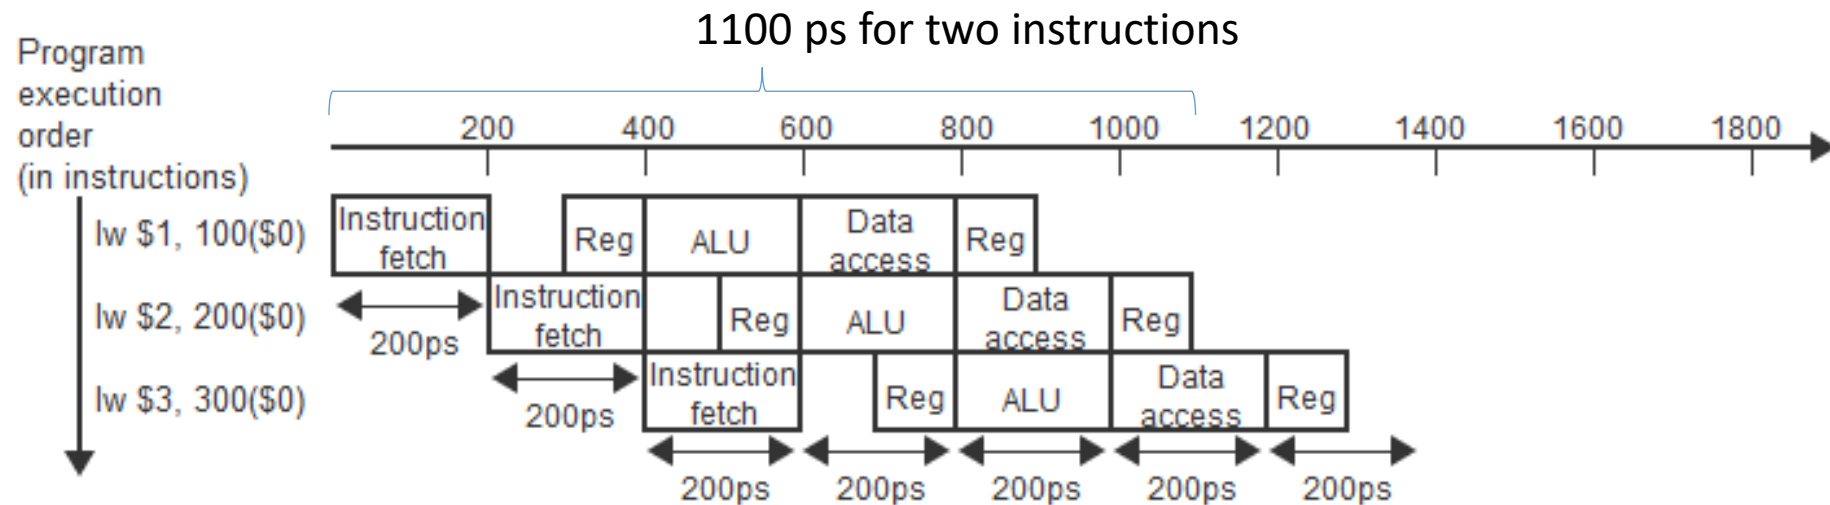 1100 ps for two instructions
Program
execution
order
(in instructions)
200 400 600 800 1000 1200 1400 1600 1800
lw $1, 100($0)
Instruction
fetch
Reg
ALU
Data
access
Reg
lw $2, 200($0)
200ps
Instruction
fetch
Reg
ALU
Data
access
Reg
lw $3, 300($0)
200ps
Instruction
fetch
Reg
ALU
Data
access
Reg
200ps 200ps 200ps 200ps 200ps